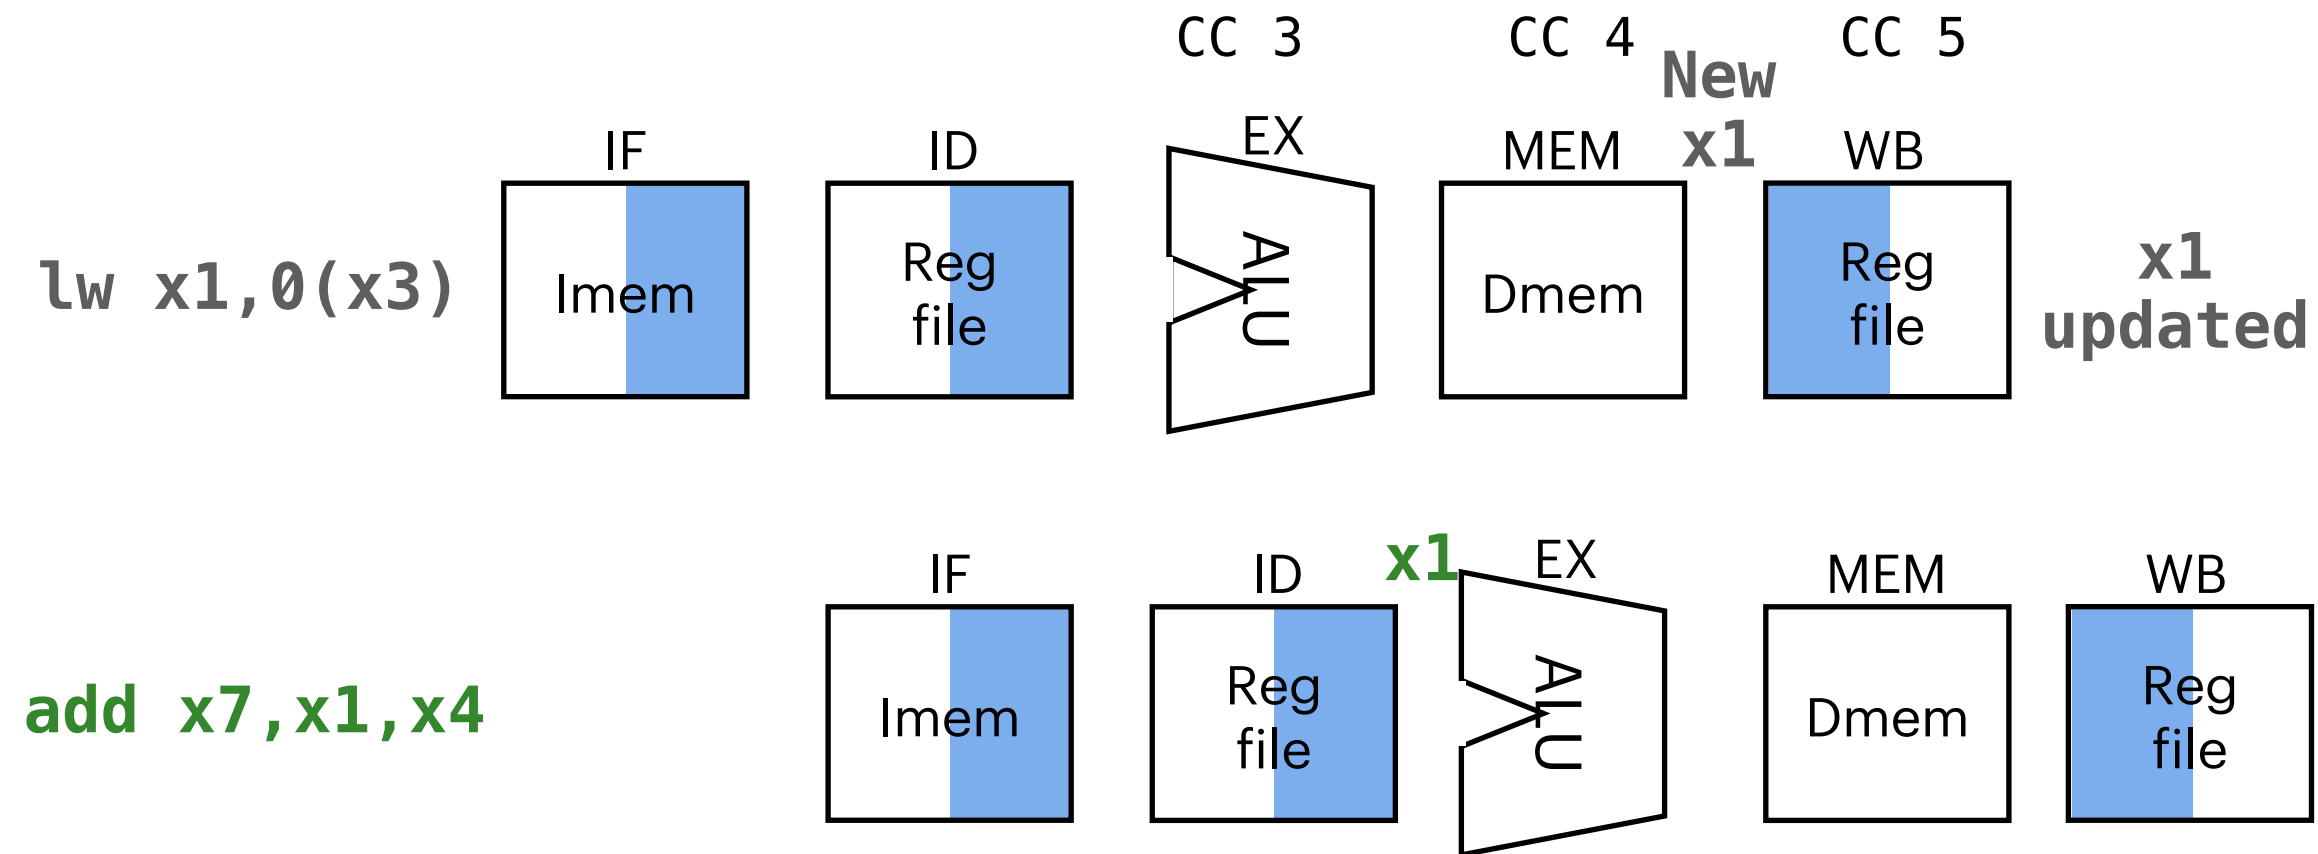 CC 3
CC 4
CC 5
New
x1
IF
ID
EX
MEM
WB
lw x1,0(x3)
Imem
Reg
file
ALU
Dmem
Reg
file
x1
updated
x1
IF
ID
EX
MEM
WB
add x7,x1,x4
Imem
Reg
file
ALU
Dmem
Reg
file